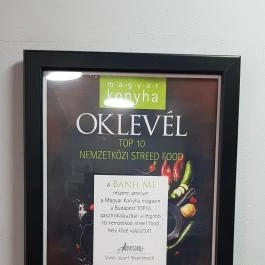 magyar
konyha
OKLEVÉL
TOP 10
NEMZETKÖZI STREED FOOD
A BANH MI
részére, amelyet
a Magyar Konyha magazin
a Budapest TOP10
gasztrokalauzban a legjobb
10 nemzetközi street food
hely közé választott.
Vinkó József főszerkesztő